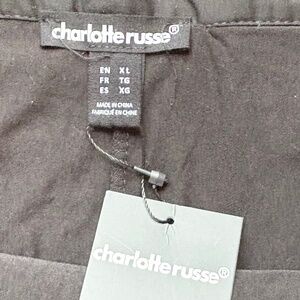 charlotte russe®
EN XL
FR TG
ES XG
MADE IN CHINA
FABRIQUÉ EN CHINE
charlotte russe®